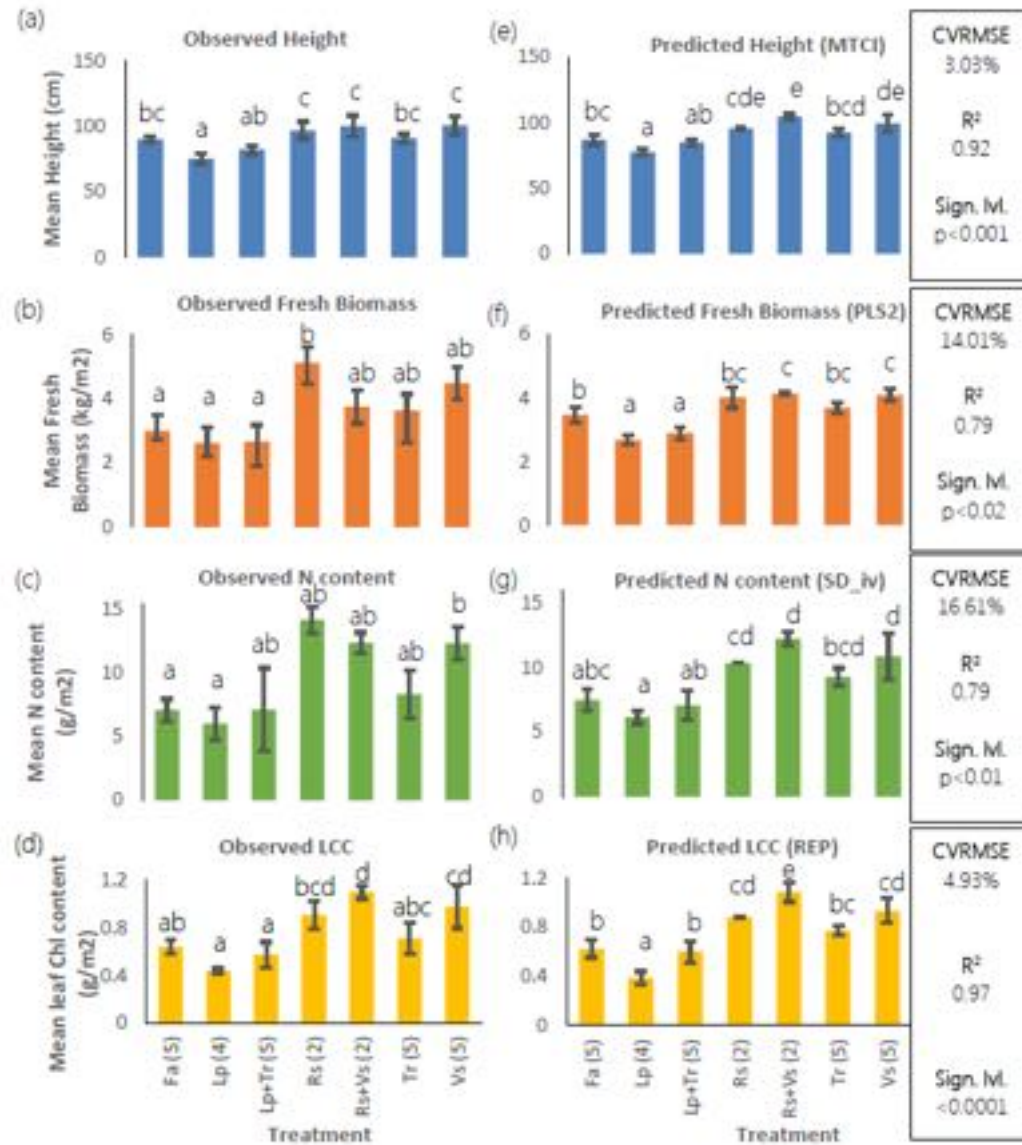 (a)
Observed Height
Mean Height (cm)
150
100
50
0
bc a ab c c bc c
(e)
Predicted Height (MTCI)
150
100
50
0
bc a ab cde e bcd de
CVRMSE
3.03%
R²
0.92
Sign. lvl.
p<0.001
(b)
Observed Fresh Biomass
Mean Fresh
Biomass (kg/m2)
6
4
2
0
a a a b ab ab ab
(f)
Predicted Fresh Biomass (PLS2)
6
4
2
0
b a a bc c bc c
CVRMSE
14.01%
R²
0.79
Sign. lvl.
p<0.02
(c)
Observed N content
Mean N content
(g/m2)
15
10
5
0
a a ab ab ab ab b
(g)
Predicted N content (SD_iv)
15
10
5
0
abc a ab cd d bcd d
CVRMSE
16.61%
R²
0.79
Sign. lvl.
p<0.01
(d)
Observed LCC
Mean leaf Chl content
(g/m2)
1.2
0.8
0.4
0
ab a a bcd d abc cd
Fa (5)
Lp (4)
Lp+Tr (5)
Rs (2)
Rs+Vs (2)
Tr (5)
Vs (5)
Treatment
(h)
Predicted LCC (REP)
1.2
0.8
0.4
0
b a b cd e bc cd
Fa (5)
Lp (4)
Lp+Tr (5)
Rs (2)
Rs+Vs (2)
Tr (5)
Vs (5)
Treatment
CVRMSE
4.93%
R²
0.97
Sign. lvl.
<0.0001